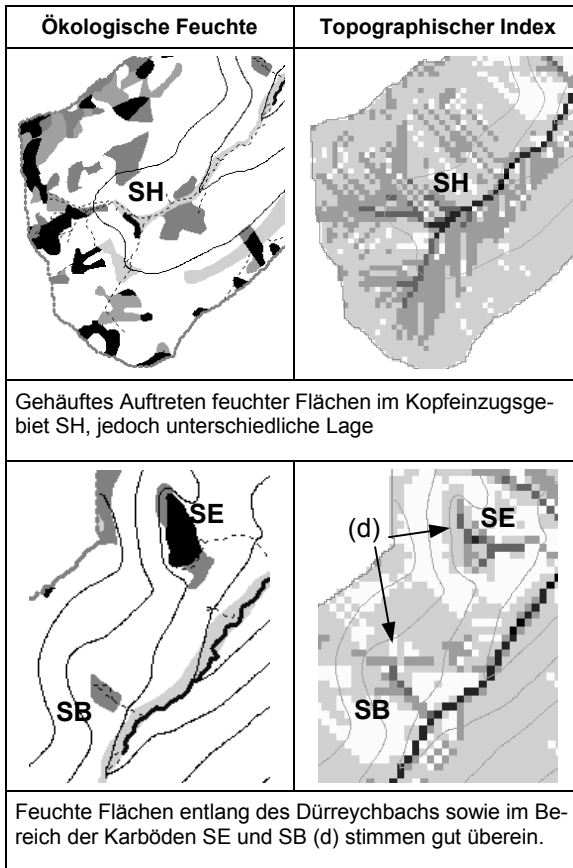 Ökologische Feuchte
Topographischer Index
SH
SH
Gehäuftes Auftreten feuchter Flächen im Kopfeinzugsge-
biet SH, jedoch unterschiedliche Lage
SE
SB
(d)
SE
SB
Feuchte Flächen entlang des Dürreychbachs sowie im Be-
reich der Karböden SE und SB (d) stimmen gut überein.